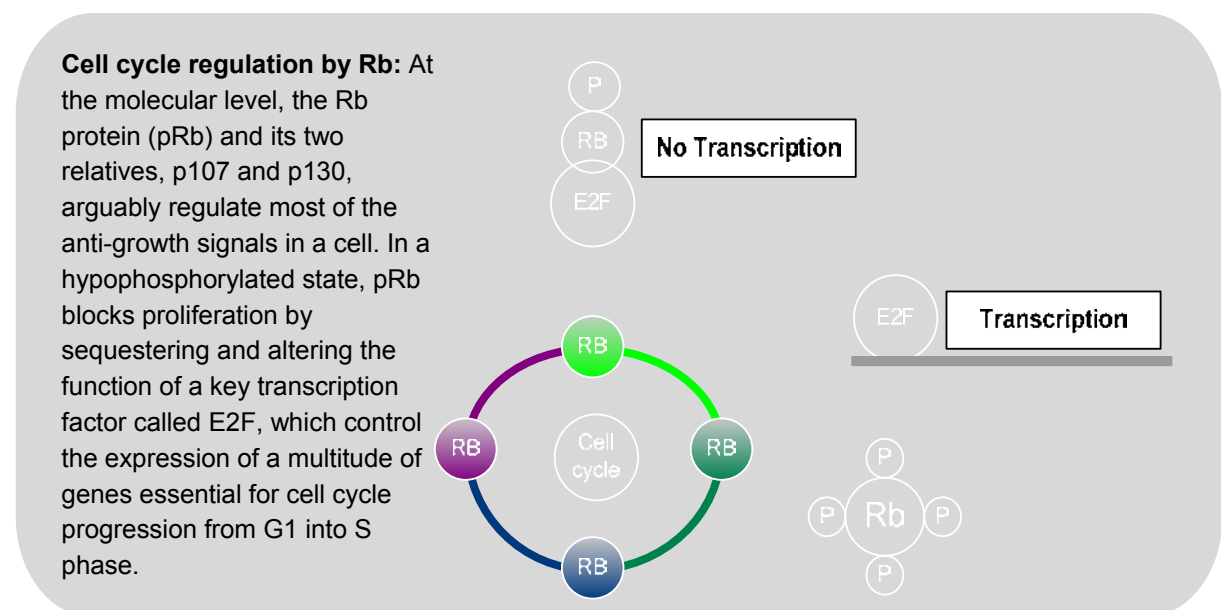 Cell cycle regulation by Rb: At
the molecular level, the Rb
protein (pRb) and its two
relatives, p107 and p130,
arguably regulate most of the
anti-growth signals in a cell. In a
hypophosphorylated state, pRb
blocks proliferation by
sequestering and altering the
function of a key transcription
factor called E2F, which control
the expression of a multitude of
genes essential for cell cycle
progression from G1 into S
phase.
P
RB
E2F
No Transcription
E2F
Transcription
RB
RB
Cell
cycle
RB
RB
P
P
Rb
P
P